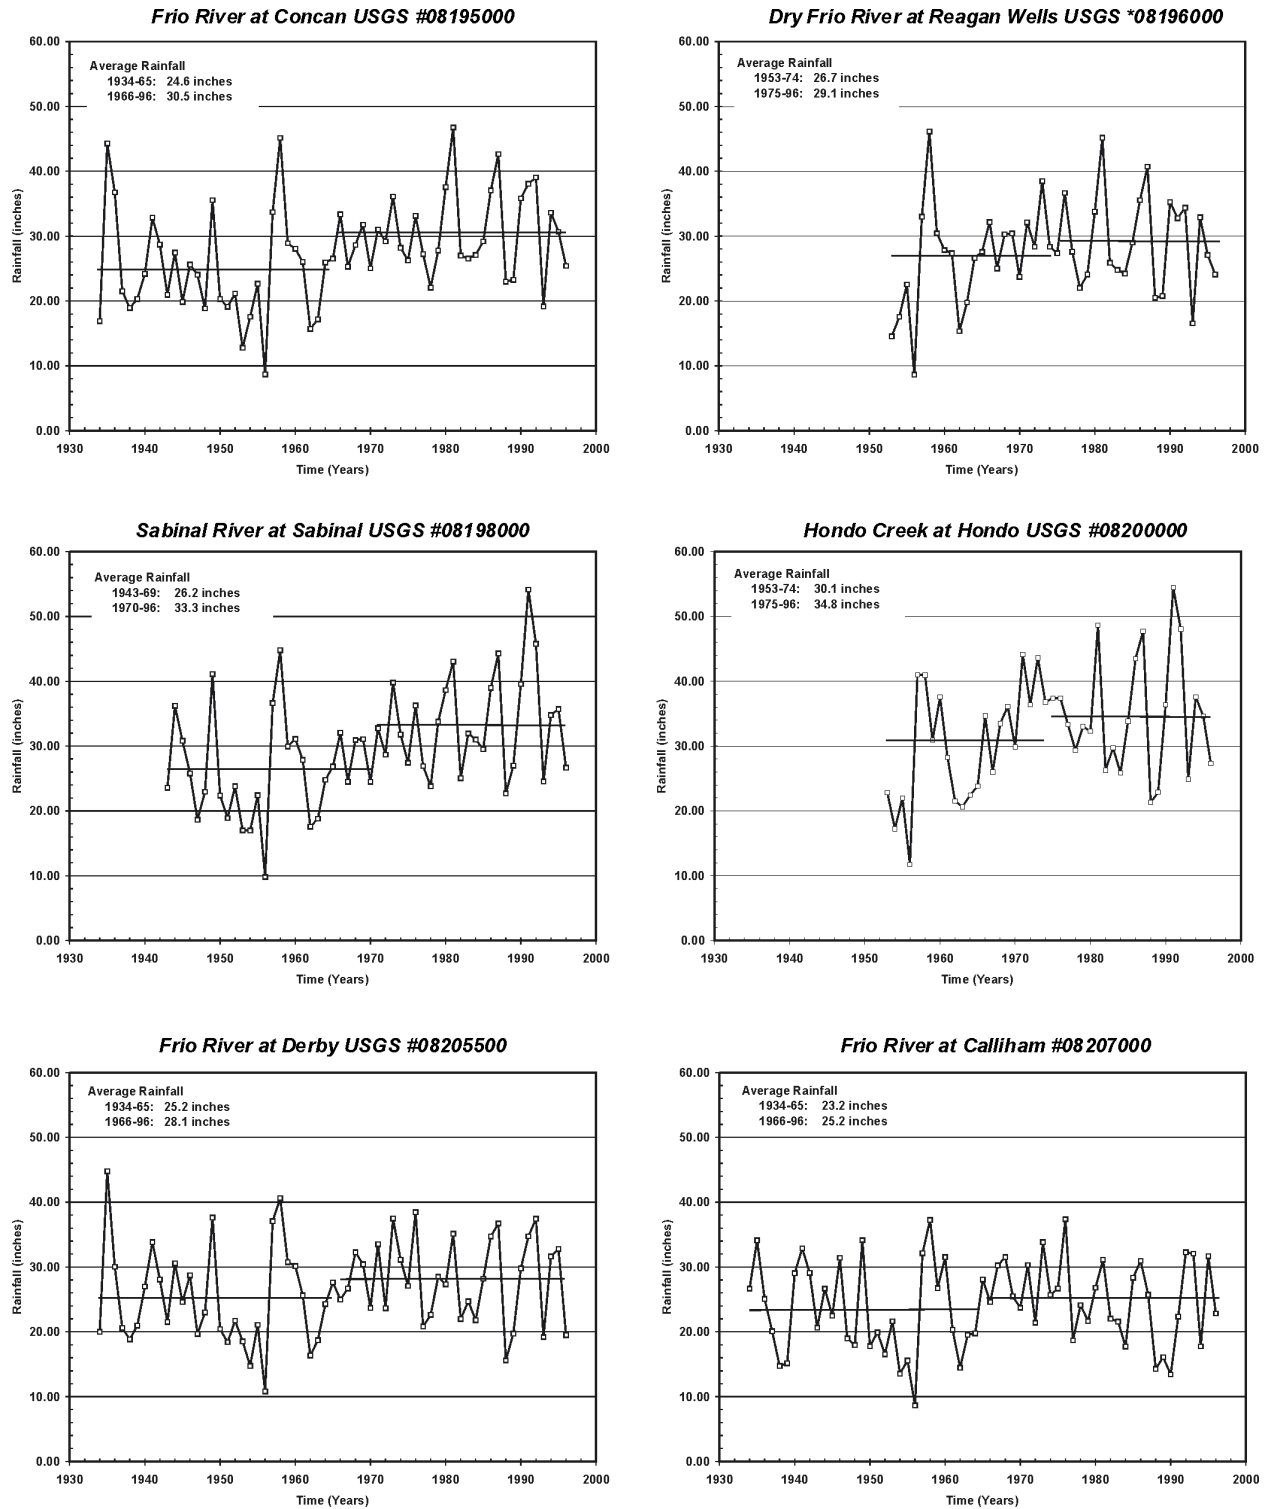 Frio River at Concan USGS #08195000
60.00
Average Rainfall
1934-65: 24.6 inches
1966-96: 30.5 inches
50.00
40.00
30.00
20.00
10.00
0.00
Rainfall (inches)
1930 1940 1950 1960 1970 1980 1990 2000
Time (Years)
Dry Frio River at Reagan Wells USGS *08196000
60.00
Average Rainfall
1953-74: 26.7 inches
1975-96: 29.1 inches
50.00
40.00
30.00
20.00
10.00
0.00
Rainfall (inches)
1930 1940 1950 1960 1970 1980 1990 2000
Time (Years)
Sabinal River at Sabinal USGS #08198000
60.00
Average Rainfall
1943-69: 26.2 inches
1970-96: 33.3 inches
50.00
40.00
30.00
20.00
10.00
0.00
Rainfall (inches)
1930 1940 1950 1960 1970 1980 1990 2000
Time (Years)
Hondo Creek at Hondo USGS #08200000
60.00
Average Rainfall
1953-74: 30.1 inches
1975-96: 34.8 inches
50.00
40.00
30.00
20.00
10.00
0.00
Rainfall (inches)
1930 1940 1950 1960 1970 1980 1990 2000
Time (Years)
Frio River at Derby USGS #08205500
60.00
Average Rainfall
1934-65: 25.2 inches
1966-96: 28.1 inches
50.00
40.00
30.00
20.00
10.00
0.00
Rainfall (inches)
1930 1940 1950 1960 1970 1980 1990 2000
Time (Years)
Frio River at Calliham #08207000
60.00
Average Rainfall
1934-65: 23.2 inches
1966-96: 25.2 inches
50.00
40.00
30.00
20.00
10.00
0.00
Rainfall (inches)
1930 1940 1950 1960 1970 1980 1990 2000
Time (Years)